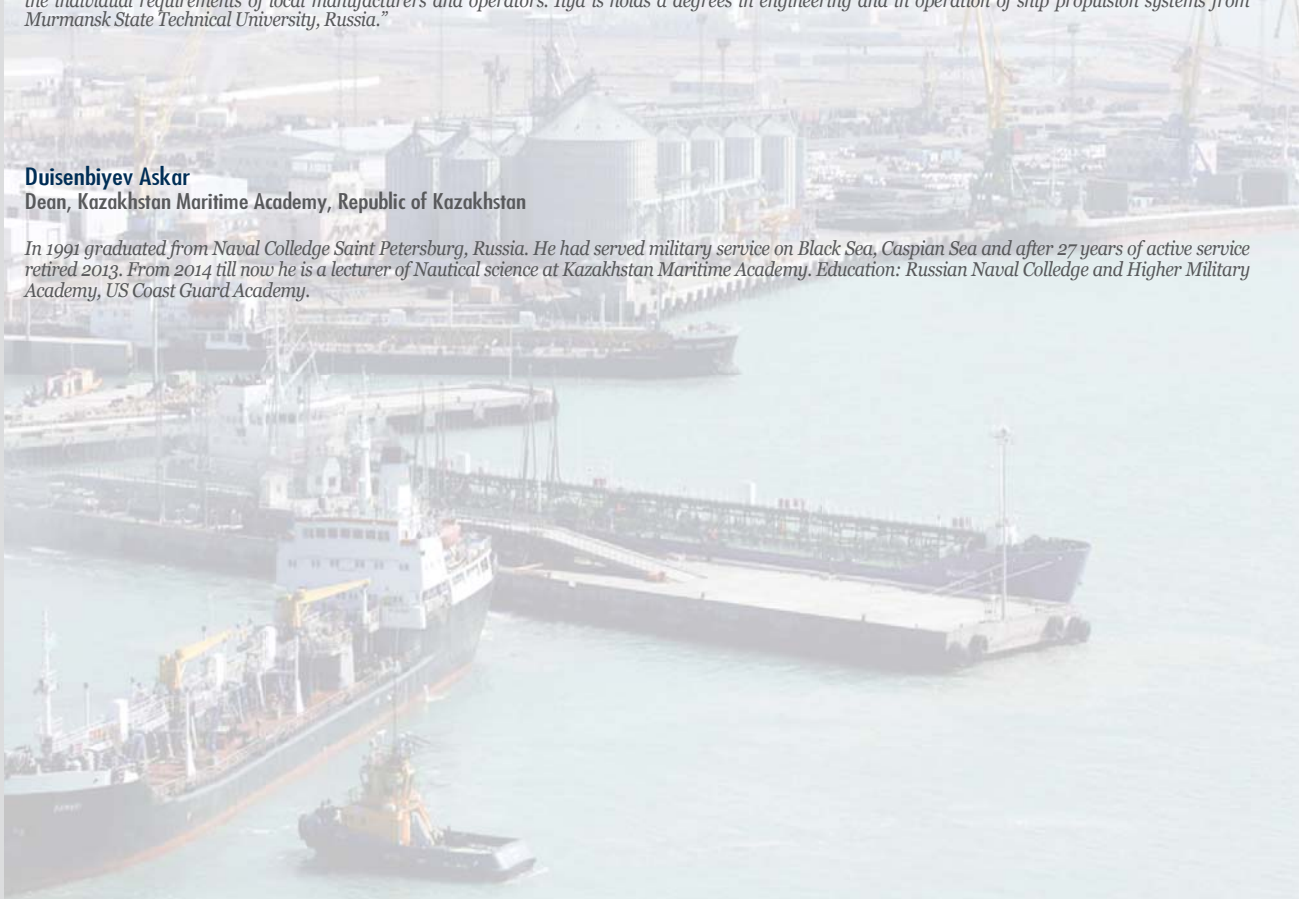 the individual requirements of local manufacturers and operators. Ilya is holds a degrees in engineering and in operation of ship propulsion systems from
Murmansk State Technical University, Russia.”
Duisenbiyev Askar
Dean, Kazakhstan Maritime Academy, Republic of Kazakhstan
In 1991 graduated from Naval Colledge Saint Petersburg, Russia. He had served military service on Black Sea, Caspian Sea and after 27 years of active service
retired 2013. From 2014 till now he is a lecturer of Nautical science at Kazakhstan Maritime Academy. Education: Russian Naval Colledge and Higher Military
Academy, US Coast Guard Academy.